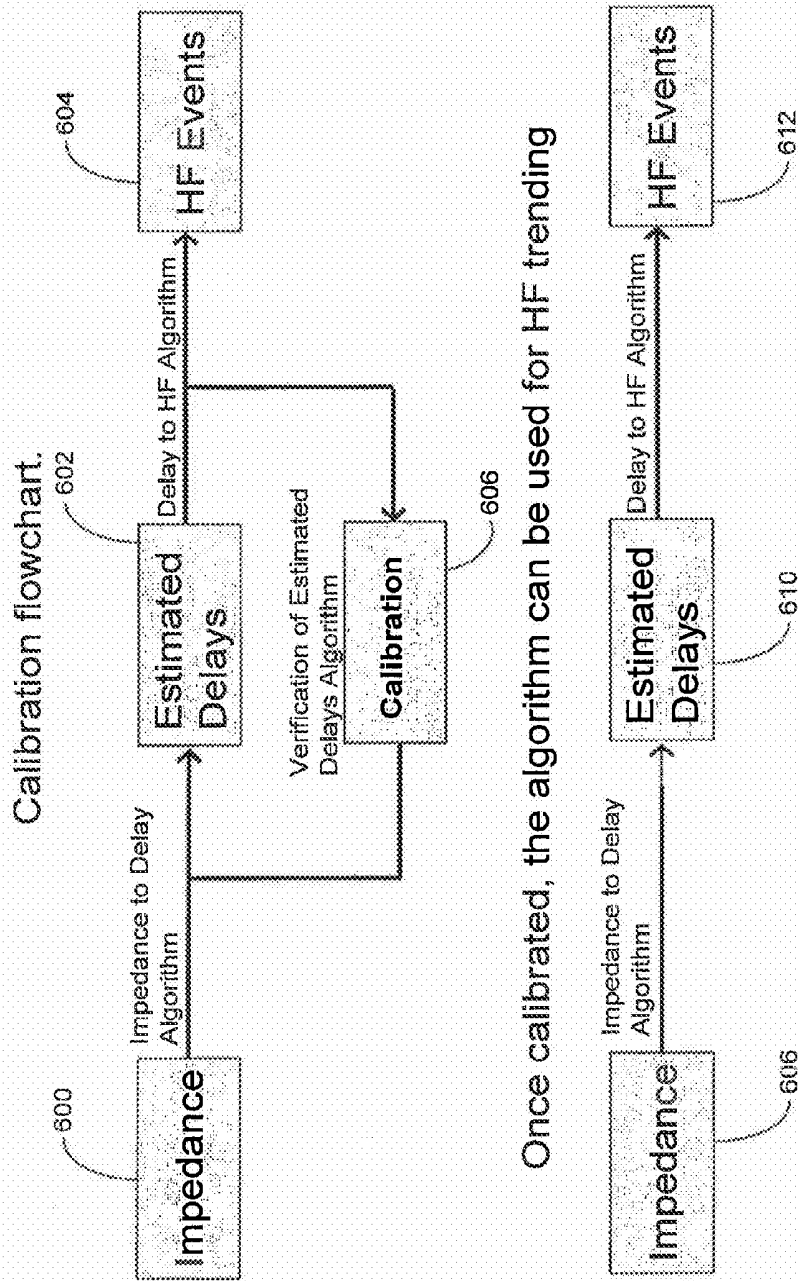 Calibration flowchart.
600
Impedance
Impedance to Delay
Algorithm
602
Estimated
Delays
Delay to HF Algorithm
604
HF Events
Verification of Estimated
Delays Algorithm
606
Calibration
Once calibrated, the algorithm can be used for HF trending
Impedance
606
Impedance to Delay
Algorithm
Estimated
Delays
610
Delay to HF Algorithm
HF Events
612